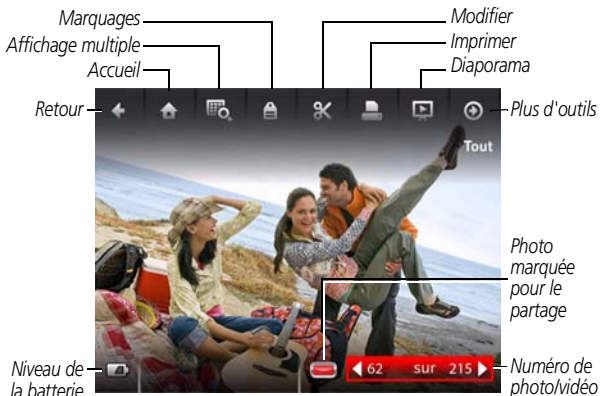 Marquages
Modifier
Affichage multiple
Imprimer
Accueil
Diaporama
Retour
Plus d'outils
Tout
Photo
marquée
pour le
partage
Niveau de
la batterie
62 sur 215
Numéro de
photo/vidéo